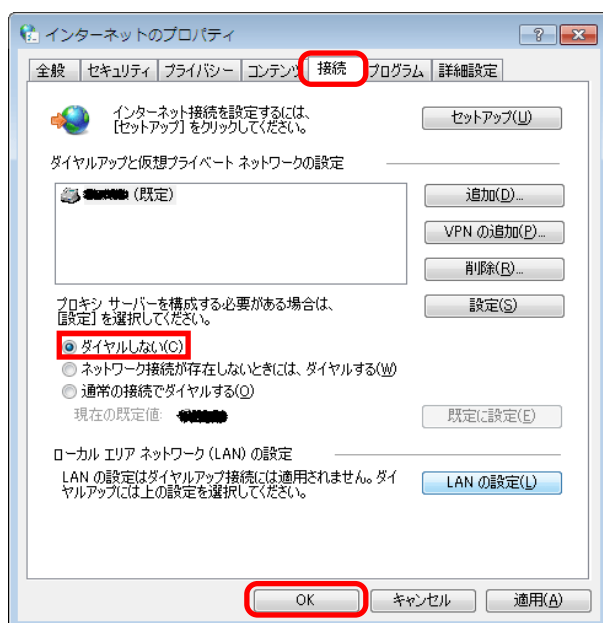 インターネットのプロパティ
全般 セキュリティ プライバシー コンテンツ 接続 プログラム 詳細設定
インターネット接続を設定するには、
[セットアップ] をクリックしてください。
セットアップ(U)
ダイヤルアップと仮想プライベート ネットワークの設定
(既定)
追加(D)...
VPN の追加(P)...
削除(R)...
プロキシ サーバーを構成する必要がある場合は、
[設定] を選択してください。
設定(S)
ダイヤルしない(C)
ネットワーク接続が存在しないときには、ダイヤルする(W)
通常の接続でダイヤルする(O)
現在の既定値:
既定に設定(E)
ローカル エリア ネットワーク (LAN) の設定
LAN の設定はダイヤルアップ接続には適用されません。ダイ
ヤルアップには上の設定を選択してください。
LAN の設定(L)
OK キャンセル 適用(A)